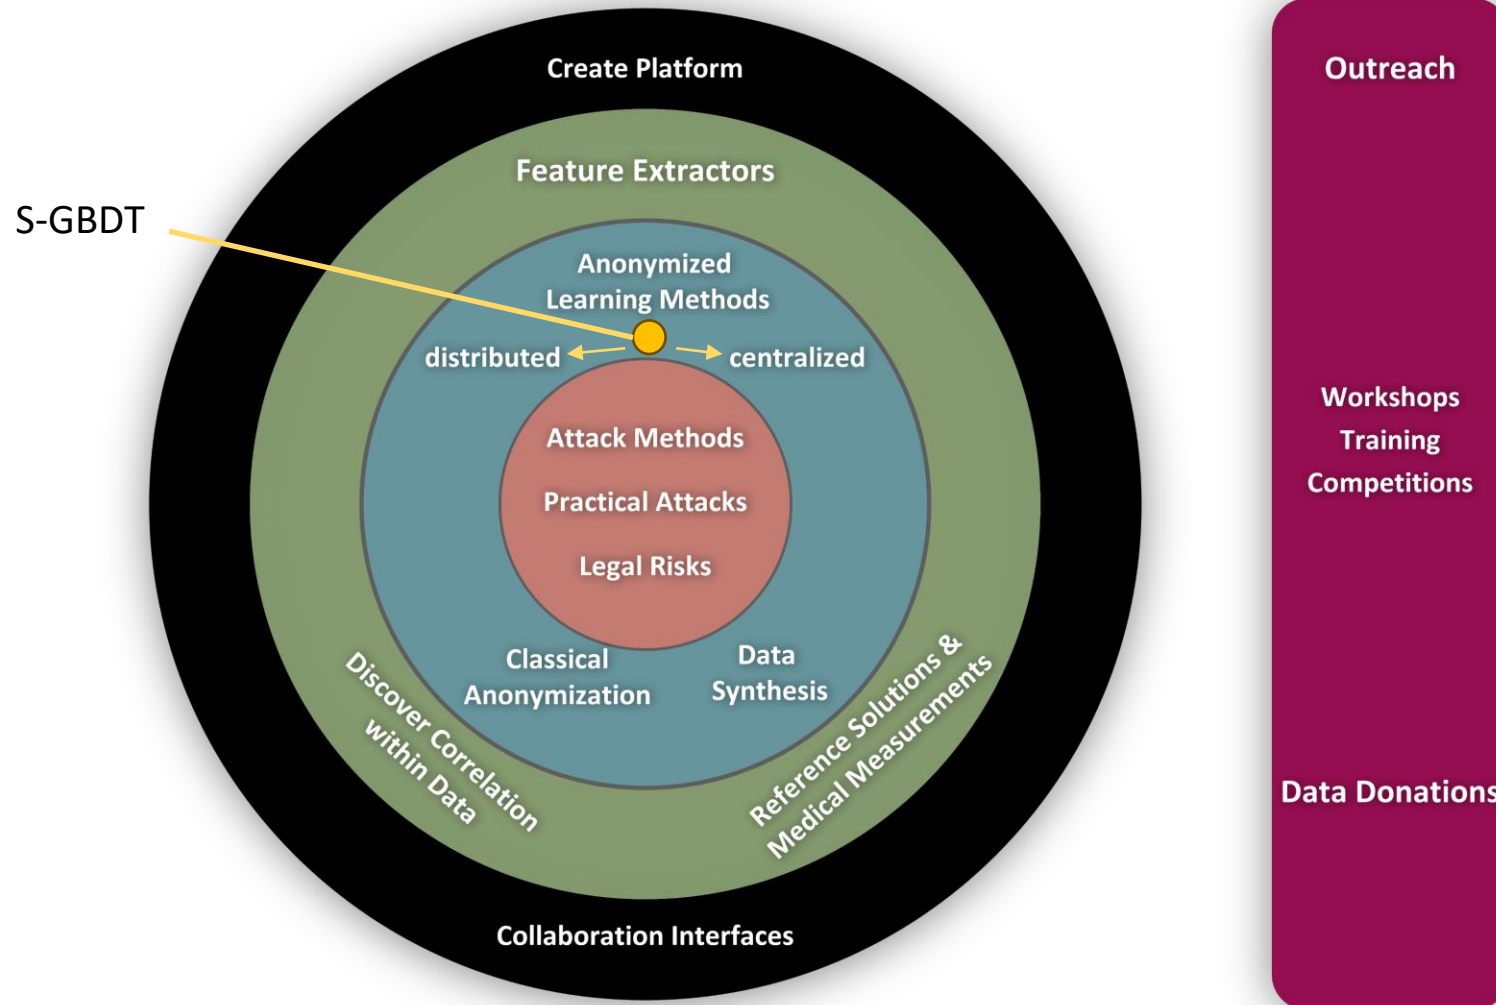 Create Platform
Feature Extractors
S-GBDT
Anonymized
Learning Methods
distributed
centralized
Attack Methods
Practical Attacks
Legal Risks
Classical
Anonymization
Data
Synthesis
Discover Correlation
within Data
Reference Solutions &
Medical Measurements
Collaboration Interfaces
Outreach
Workshops
Training
Competitions
Data Donations